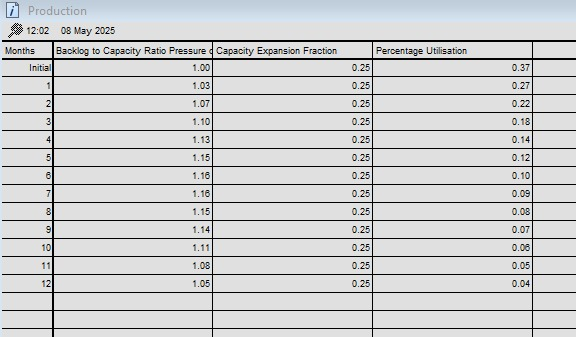 Production
12:02 08 May 2025
Months Backlog to Capacity Ratio Pressure Capacity Expansion Fraction Percentage Utilisation
Initial 1.00 0.25 0.37
1 1.03 0.25 0.27
2 1.07 0.25 0.22
3 1.10 0.25 0.18
4 1.13 0.25 0.14
5 1.15 0.25 0.12
6 1.16 0.25 0.10
7 1.16 0.25 0.09
8 1.15 0.25 0.08
9 1.14 0.25 0.07
10 1.11 0.25 0.06
11 1.08 0.25 0.05
12 1.05 0.25 0.04